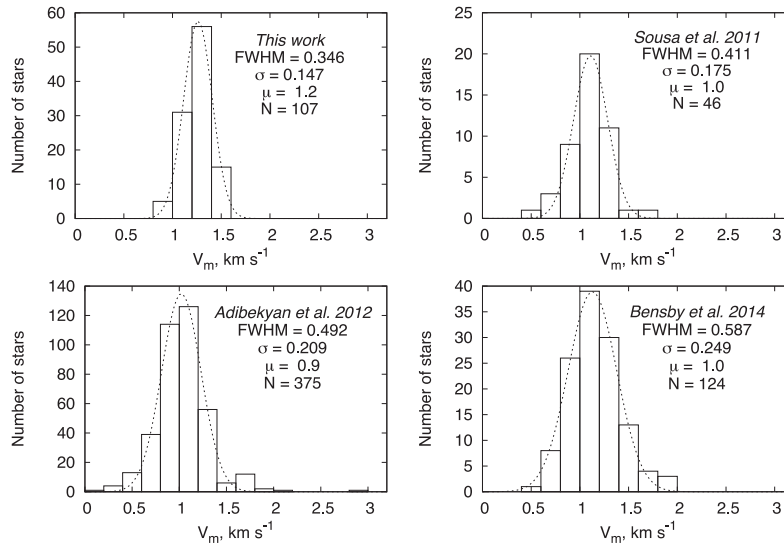 This work
FWHM = 0.346
σ = 0.147
μ = 1.2
N = 107
Number of stars
60
50
40
30
20
10
0
0 0.5 1 1.5 2 2.5 3
V_m, km s^-1
Sousa et al. 2011
FWHM = 0.411
σ = 0.175
μ = 1.0
N = 46
Number of stars
25
20
15
10
5
0
0 0.5 1 1.5 2 2.5 3
V_m, km s^-1
Adibekyan et al. 2012
FWHM = 0.492
σ = 0.209
μ = 0.9
N = 375
Number of stars
140
120
100
80
60
40
20
0
0 0.5 1 1.5 2 2.5 3
V_m, km s^-1
Bensby et al. 2014
FWHM = 0.587
σ = 0.249
μ = 1.0
N = 124
Number of stars
40
35
30
25
20
15
10
5
0
0 0.5 1 1.5 2 2.5 3
V_m, km s^-1